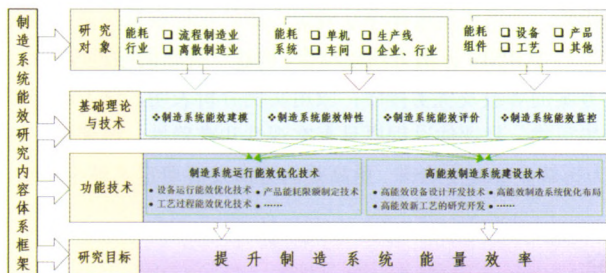 制造系统能效研究内容体系框架
研究对象
能耗行业
❑ 流程制造业
❑ 离散制造业
能耗系统
❑ 单机 ❑ 生产线
❑ 车间 ❑ 企业、行业
能耗组件
❑ 设备 ❑ 产品
❑ 工艺 ❑ 其他
基础理论与技术
❖制造系统能效建模
❖制造系统能效特性
❖制造系统能效评价
❖制造系统能效监控
功能技术
制造系统运行能效优化技术
• 设备运行能效优化技术 • 产品能耗限额制定技术
• 工艺过程能效优化技术 • ……
高能效制造系统建设技术
• 高能效设备设计开发技术 • 高能效制造系统优化布局
• 高能效新工艺的研究开发 • ……
研究目标
提升制造系统能量效率